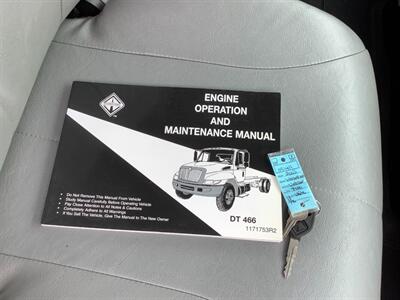 ENGINE
OPERATION
AND
MAINTENANCE MANUAL
• Do Not Remove This Manual From Vehicle
• Study Manual Carefully Before Operating Vehicle
• Pay Close Attention to All Notes & Cautions
• Completely Adhere to All Warnings
• If You Sell The Vehicle, Give The Manual to The New Owner
DT 466
1171753R2